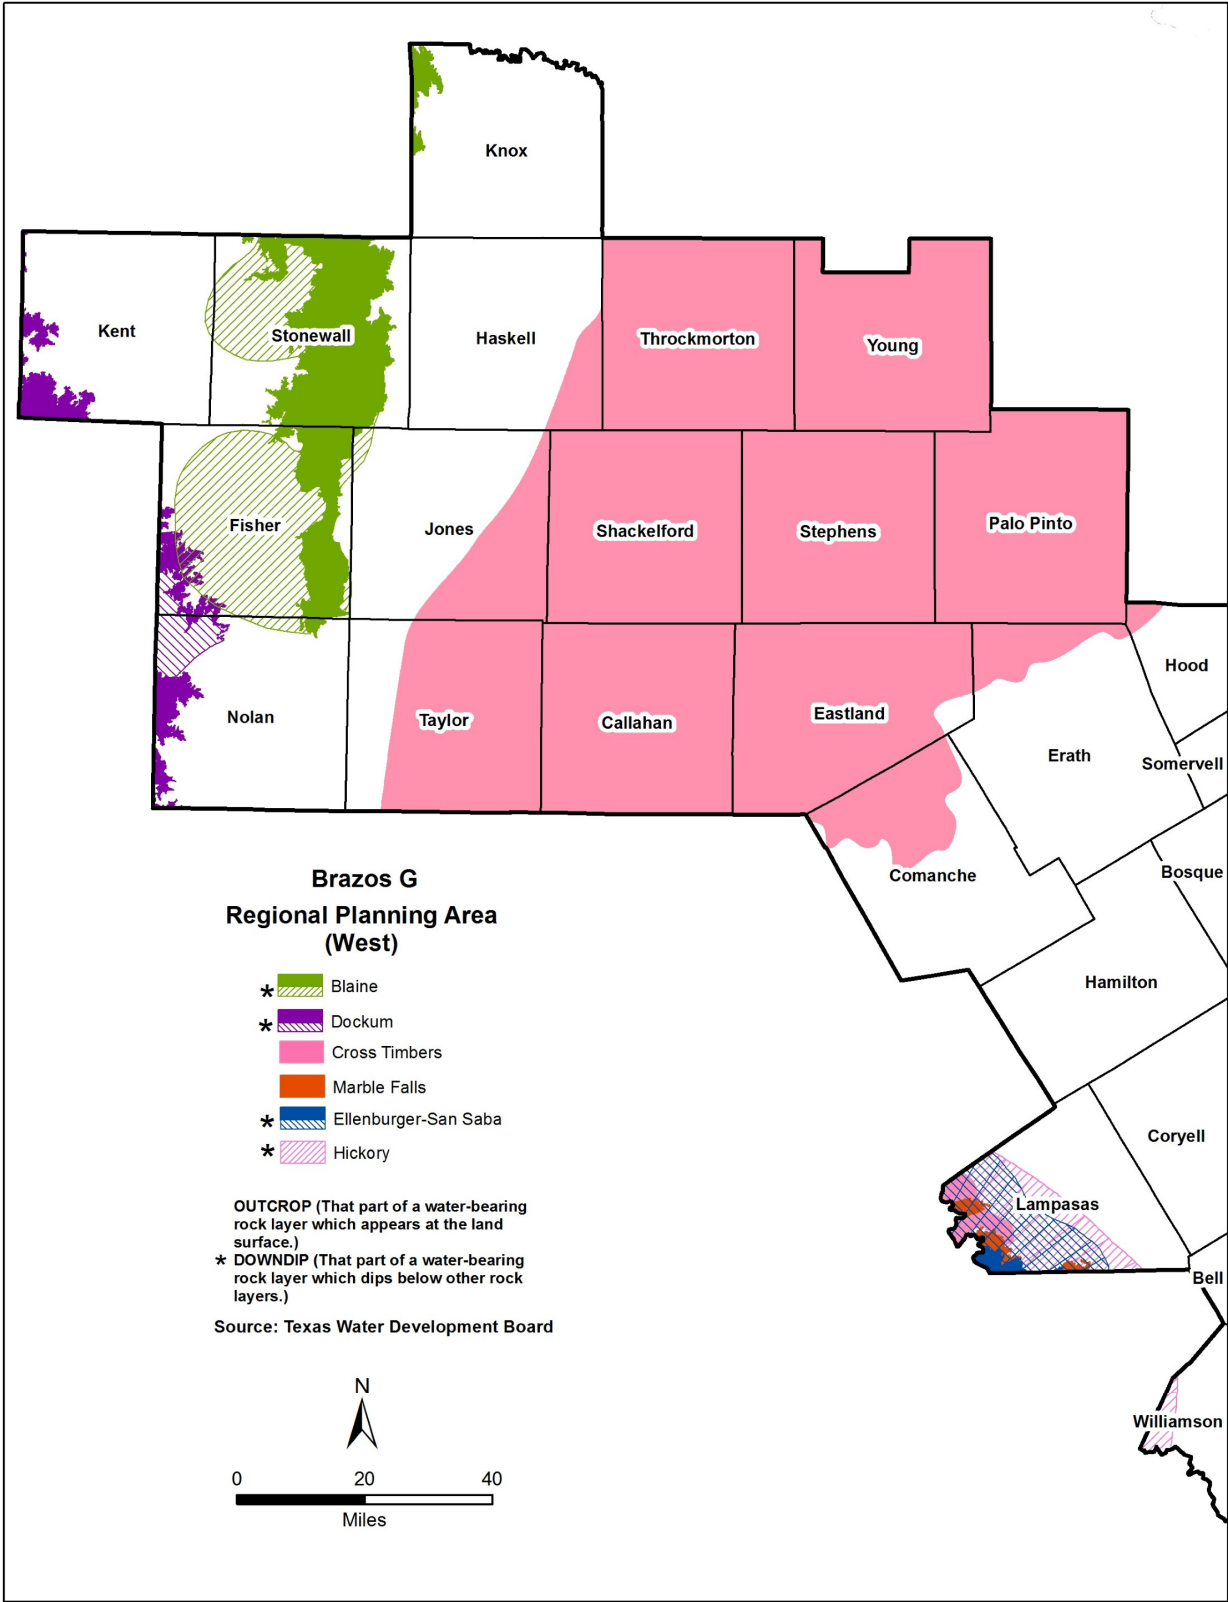 Knox
Kent
Stonewall
Haskell
Throckmorton
Young
Fisher
Jones
Shackelford
Stephens
Palo Pinto
Hood
Nolan
Taylor
Callahan
Eastland
Erath
Somervell
Comanche
Bosque
Hamilton
Coryell
Lampasas
Bell
Williamson
Brazos G
Regional Planning Area
(West)
* Blaine
* Dockum
Cross Timbers
Marble Falls
* Ellenburger-San Saba
* Hickory
OUTCROP (That part of a water-bearing
rock layer which appears at the land
surface.)
* DOWNDIP (That part of a water-bearing
rock layer which dips below other rock
layers.)
Source: Texas Water Development Board
N
0 20 40
Miles